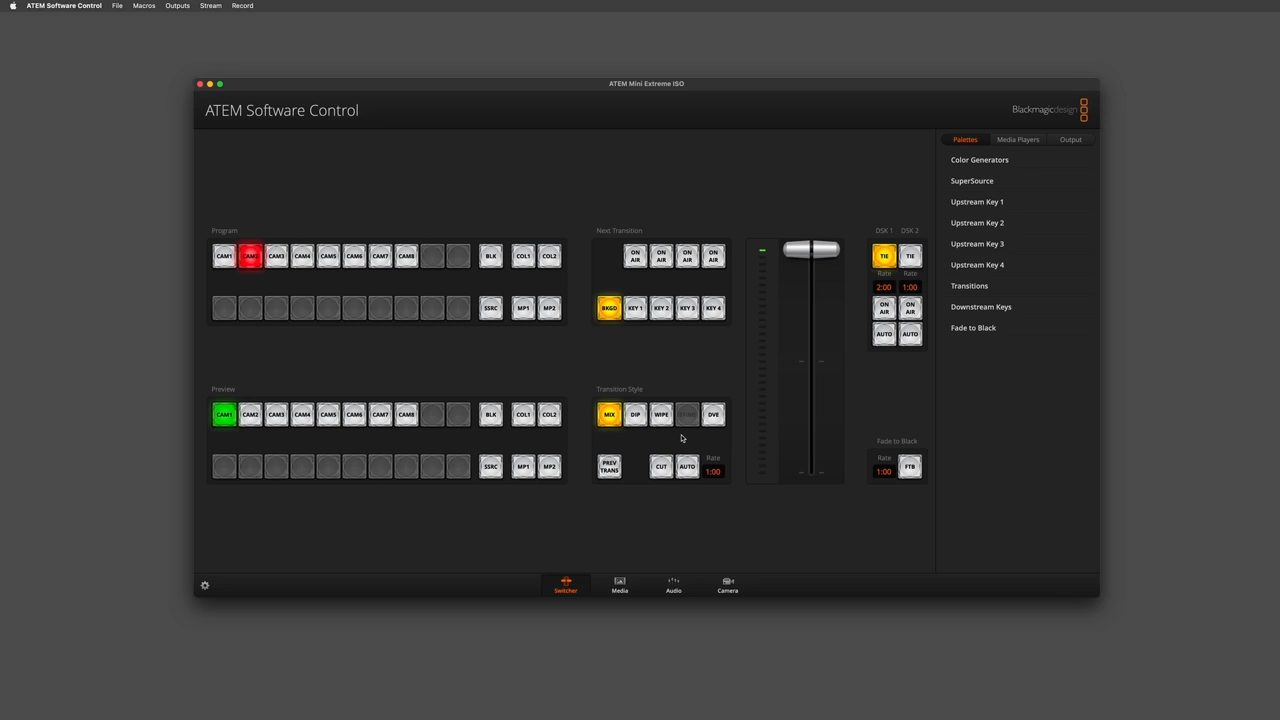 ATEM Software Control File Macros Outputs Stream Record
ATEM Mini Extreme ISO
ATEM Software Control
Blackmagicdesign
Palettes Media Players Output
Color Generators
SuperSource
Upstream Key 1
Upstream Key 2
Upstream Key 3
Upstream Key 4
Transitions
Downstream Keys
Fade to Black
Program
CAM1 CAM2 CAM3 CAM4 CAM5 CAM6 CAM7 CAM8 BLK COL1 COL2
SSRC MP1 MP2
Next Transition
ON AIR ON AIR ON AIR ON AIR
BKGD KEY 1 KEY 2 KEY 3 KEY 4
DSK 1 DSK 2
TIE TIE
Rate Rate
2:00 1:00
ON AIR ON AIR
AUTO AUTO
Preview
CAM1 CAM2 CAM3 CAM4 CAM5 CAM6 CAM7 CAM8 BLK COL1 COL2
SSRC MP1 MP2
Transition Style
MIX DIP WIPE DVE
PREV TRANS CUT AUTO
Rate
1:00
Fade to Black
Rate
1:00 FTB
Switcher Media Audio Camera